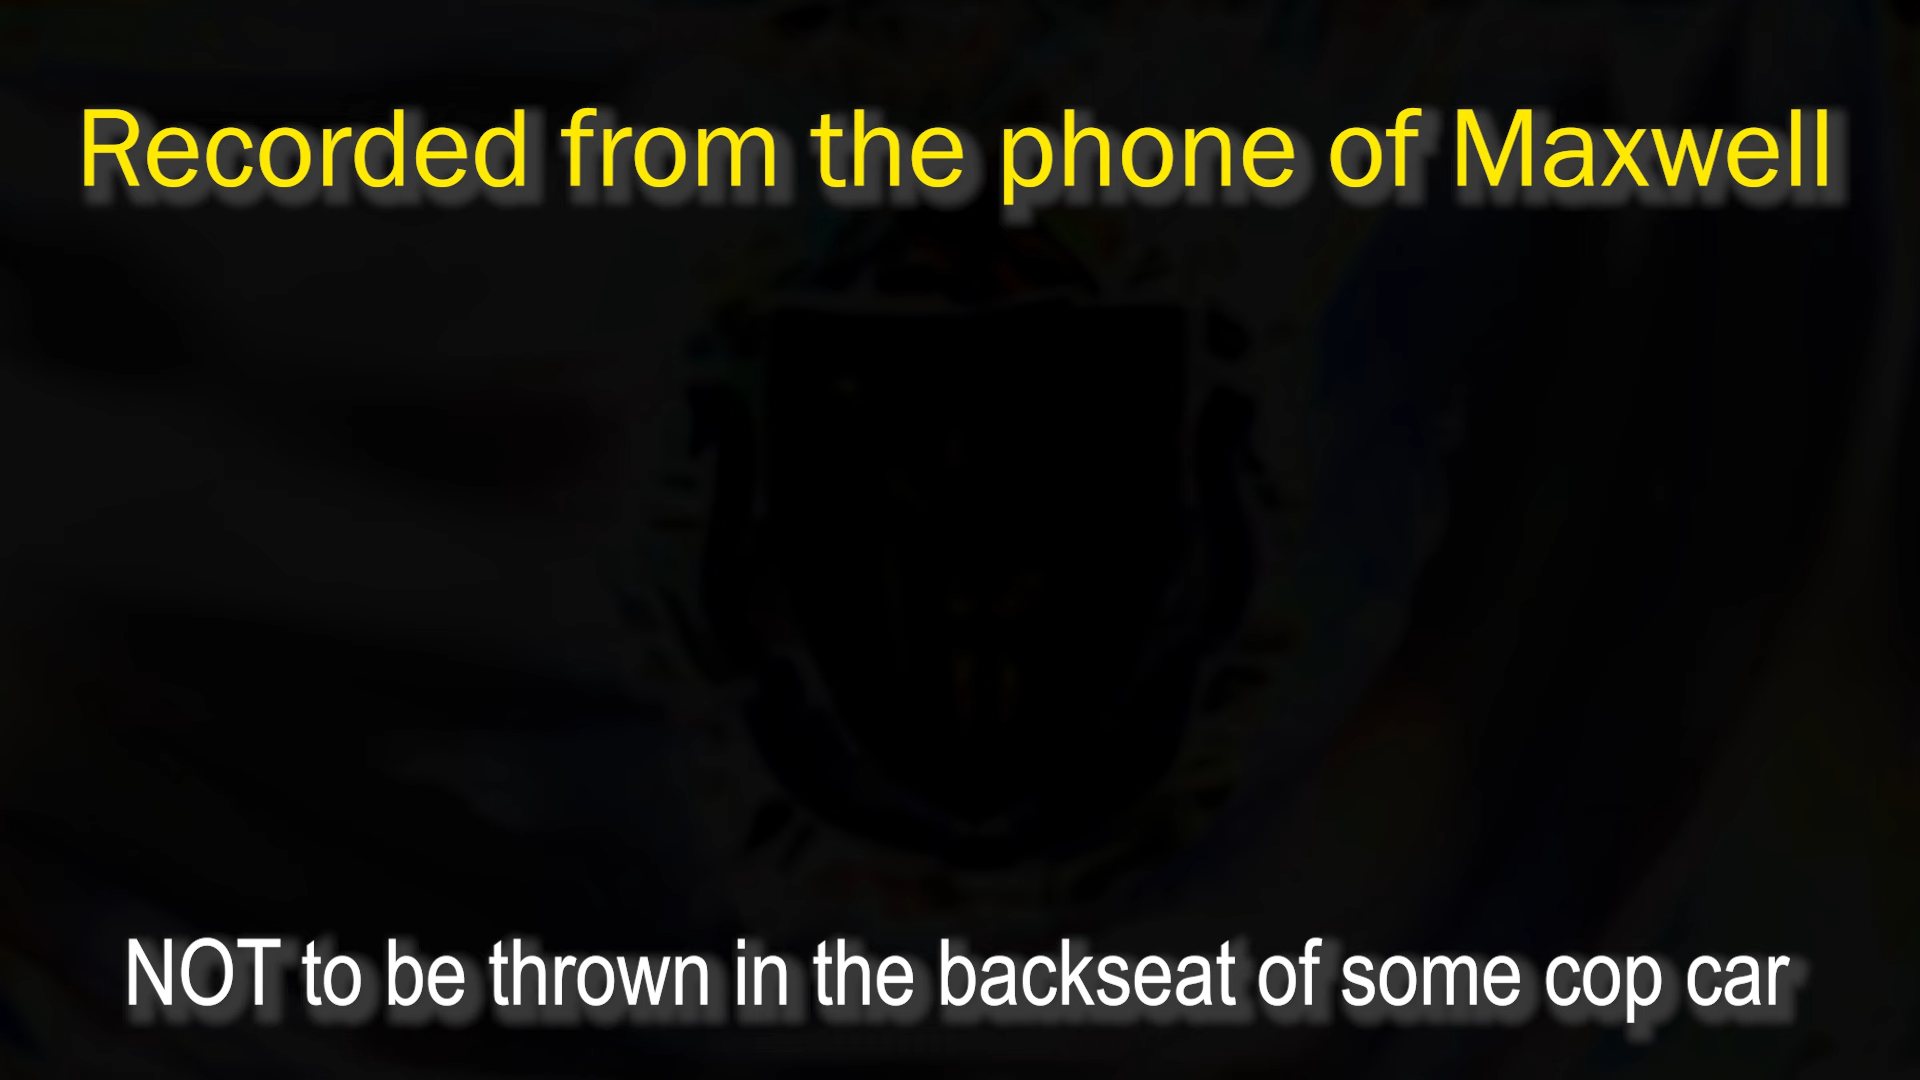 Recorded from the phone of Maxwell
NOT to be thrown in the backseat of some cop car